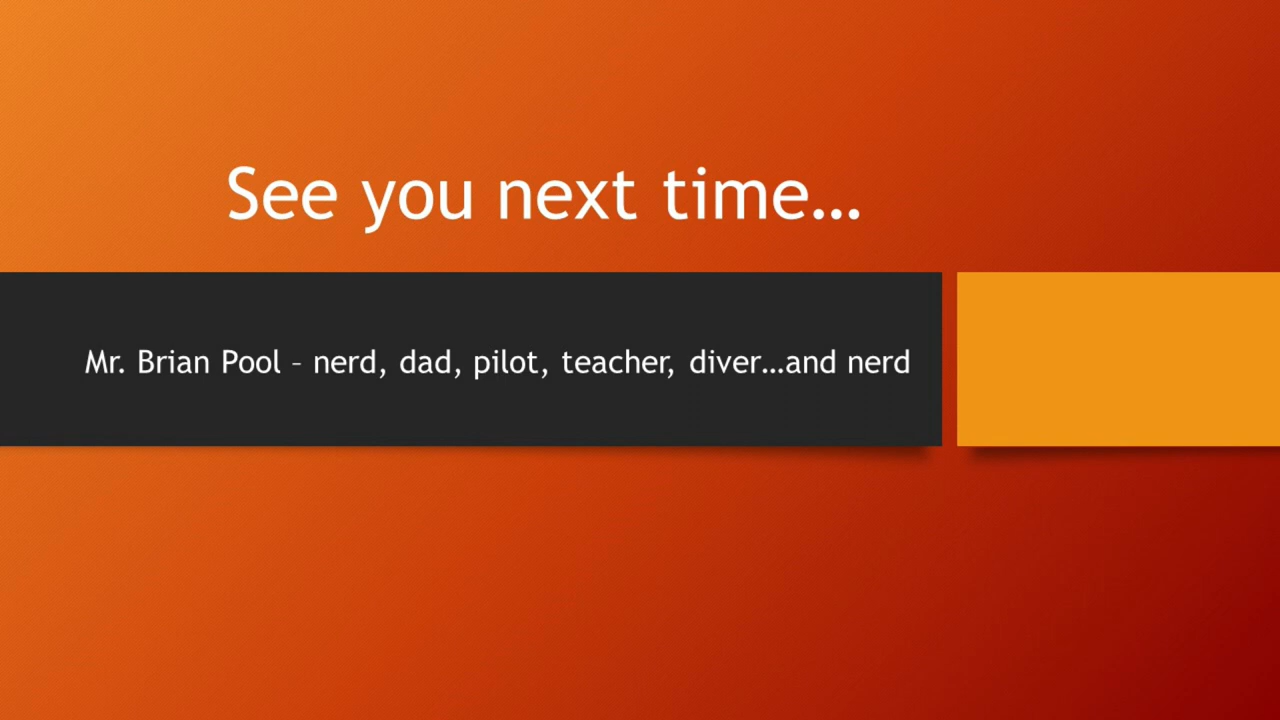 See you next time…
Mr. Brian Pool – nerd, dad, pilot, teacher, diver…and nerd